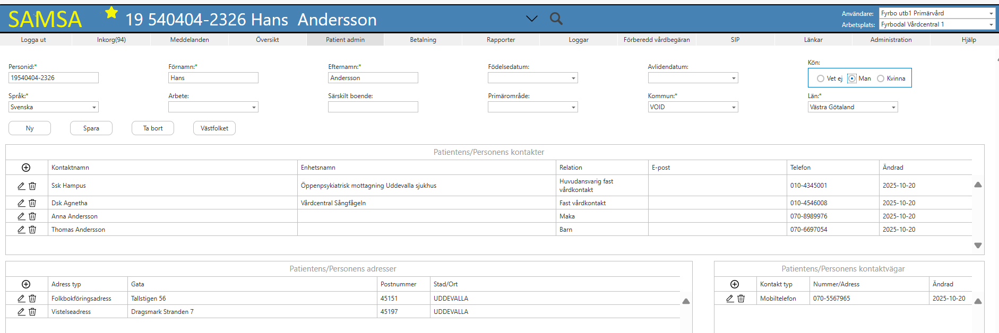 SAMSA
19 540404-2326 Hans Andersson
Användare: Fyrbo utb1 Primärvård
Arbetsplats: Fyrbodal Vårdcentral 1
Logga ut Inkorg(94) Meddelanden Översikt Patient admin Betalning Rapporter Loggar Förberedd vårdbegäran SIP Länkar Administration Hjälp
Personid:* Förnamn:* Efternamn:* Födelsedatum: Avlidendatum: Kön:
19540404-2326 Hans Andersson Vet ej Man Kvinna
Språk:* Arbete: Särskilt boende: Primärområde: Kommun:* Län:*
Svenska VOID Västra Götaland
Ny Spara Ta bort Västfolket
Patientens/Personens kontakter
Kontaktnamn Enhetsnamn Relation E-post Telefon Ändrad
Ssk Hampus Öppenpsykiatrisk mottagning Uddevalla sjukhus Huvudansvarig fast vårdkontakt 010-4345001 2025-10-20
Dsk Agnetha Vårdcentral Sångfågeln Fast vårdkontakt 010-4546008 2025-10-20
Anna Andersson Maka 070-8989976 2025-10-20
Thomas Andersson Barn 070-6697054 2025-10-20
Patientens/Personens adresser
Adress typ Gata Postnummer Stad/Ort
Folkbokföringsadress Tallstigen 56 45151 UDDEVALLA
Vistelseadress Dragsmark Stranden 7 45197 UDDEVALLA
Patientens/Personens kontaktvägar
Kontakt typ Nummer/Adress Ändrad
Mobiltelefon 070-5567965 2025-10-20